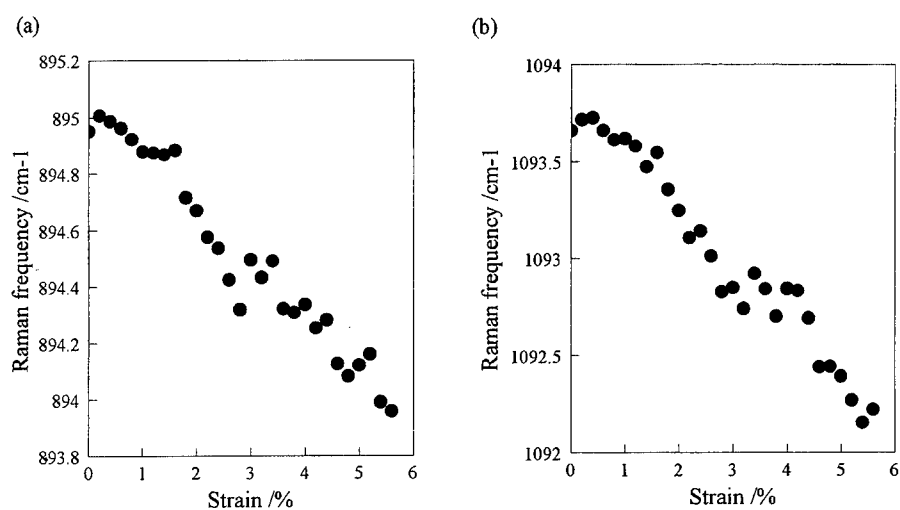 (a)
(b)
Raman frequency /cm-1
895.2
895
894.8
894.6
894.4
894.2
894
893.8
0 1 2 3 4 5 6
Strain /%
Raman frequency /cm-1
1094
1093.5
1093
1092.5
1092
0 1 2 3 4 5 6
Strain /%